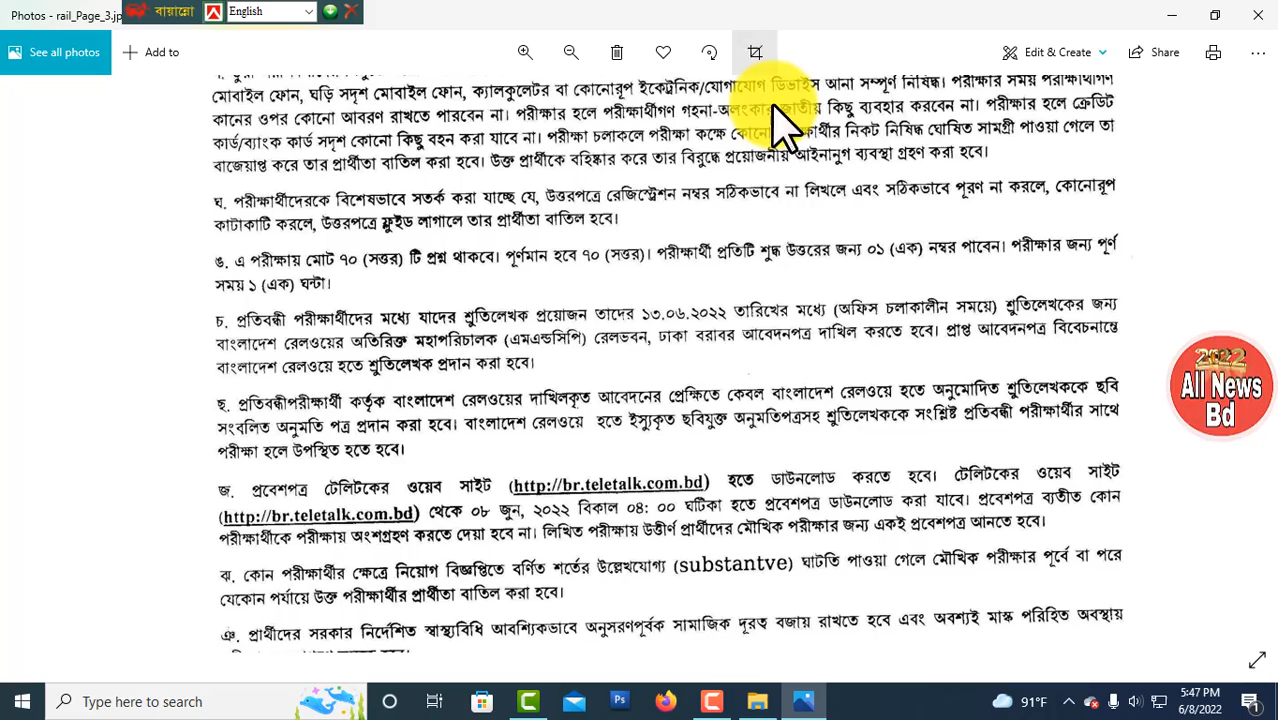 Photos - rail_Page_3.jp
বায়ান্নো
English
See all photos
Add to
Edit & Create
Share
মোবাইল ফোন, ঘড়ি সদৃশ মোবাইল ফোন, ক্যালকুলেটর বা কোনোরূপ ইকেট্রনিক/যোগাযোগ ডিভাইস আনা সম্পূর্ণ নিষিদ্ধ। পরীক্ষার সময় পরীক্ষার্থীগণ
কানের ওপর কোনো আবরণ রাখতে পারবেন না। পরীক্ষার হলে পরীক্ষার্থীগণ গহনা-অলংকার জাতীয় কিছু ব্যবহার করবেন না। পরীক্ষার হলে ক্রেডিট
কার্ড/ব্যাংক কার্ড সদৃশ কোনো কিছু বহন করা যাবে না। পরীক্ষা চলাকলে পরীক্ষা কক্ষে নিকট নিষিদ্ধ ঘোষিত সামগ্রী পাওয়া গেলে তা
বাজেয়াপ্ত করে তার প্রার্থীতা বাতিল করা হবে। উক্ত প্রার্থীকে বহিষ্কার করে তার বিরুদ্ধে প্রয়োজনীয় আইনানুগ ব্যবস্থা গ্রহণ করা হবে।
ঘ. পরীক্ষার্থীদেরকে বিশেষভাবে সতর্ক করা যাচ্ছে যে, উত্তরপত্রে রেজিস্ট্রেশন নম্বর সঠিকভাবে না লিখলে এবং সঠিকভাবে পূরণ না করলে, কোনোরূপ
কাটাকাটি করলে, উত্তরপত্রে ফ্লুইড লাগালে তার প্রার্থীতা বাতিল হবে।
ঙ. এ পরীক্ষায় মোট ৭০ (সত্তর) টি প্রশ্ন থাকবে। পূর্ণমান হবে ৭০ (সত্তর)। পরীক্ষার্থী প্রতিটি শুদ্ধ উত্তরের জন্য ০১ (এক) নম্বর পাবেন। পরীক্ষার জন্য পূর্ণ
সময় ১ (এক) ঘন্টা।
চ. প্রতিবন্ধী পরীক্ষার্থীদের মধ্যে যাদের শ্রুতিলেখক প্রয়োজন তাদের ১৩.০৬.২০২২ তারিখের মধ্যে (অফিস চলাকালীন সময়ে) শ্রুতিলেখকের জন্য
বাংলাদেশ রেলওয়ের অতিরিক্ত মহাপরিচালক (এমএন্ডসিপি) রেলভবন, ঢাকা বরাবর আবেদনপত্র দাখিল করতে হবে। প্রাপ্ত আবেদনপত্র বিবেচনান্তে
বাংলাদেশ রেলওয়ে হতে শ্রুতিলেখক প্রদান করা হবে।
ছ. প্রতিবন্ধীপরীক্ষার্থী কর্তৃক বাংলাদেশ রেলওয়ের দাখিলকৃত আবেদনের প্রেক্ষিতে কেবল বাংলাদেশ রেলওয়ে হতে অনুমোদিত শ্রুতিলেখককে ছবি
সংবলিত অনুমতি পত্র প্রদান করা হবে। বাংলাদেশ রেলওয়ে হতে ইস্যুকৃত ছবিযুক্ত অনুমতিপত্রসহ শ্রুতিলেখককে সংশ্লিষ্ট প্রতিবন্ধী পরীক্ষার্থীর সাথে
পরীক্ষা হলে উপস্থিত হতে হবে।
জ. প্রবেশপত্র টেলিটকের ওয়েব সাইট (http://br.teletalk.com.bd) হতে ডাউনলোড করতে হবে। টেলিটকের ওয়েব সাইট
(http://br.teletalk.com.bd) থেকে ০৮ জুন, ২০২২ বিকাল ০৪: ০০ ঘটিকা হতে প্রবেশপত্র ডাউনলোড করা যাবে। প্রবেশপত্র ব্যতীত কোন
পরীক্ষার্থীকে পরীক্ষায় অংশগ্রহণ করতে দেয়া হবে না। লিখিত পরীক্ষায় উত্তীর্ণ প্রার্থীদের মৌখিক পরীক্ষার জন্য একই প্রবেশপত্র আনতে হবে।
ঝ. কোন পরীক্ষার্থীর ক্ষেত্রে নিয়োগ বিজ্ঞপ্তিতে বর্ণিত শর্তের উল্লেখযোগ্য (substantve) ঘাটতি পাওয়া গেলে মৌখিক পরীক্ষার পূর্বে বা পরে
যেকোন পর্যায়ে উক্ত পরীক্ষার্থীর প্রার্থীতা বাতিল করা হবে।
ঞ. প্রার্থীদের সরকার নির্দেশিত স্বাস্থ্যবিধি আবশ্যিকভাবে অনুসরণপূর্বক সামাজিক দূরত্ব বজায় রাখতে হবে এবং অবশ্যই মাস্ক পরিহিত অবস্থায়
2022
All News
Bd
Type here to search
Ps
91°F
5:47 PM
6/8/2022
1